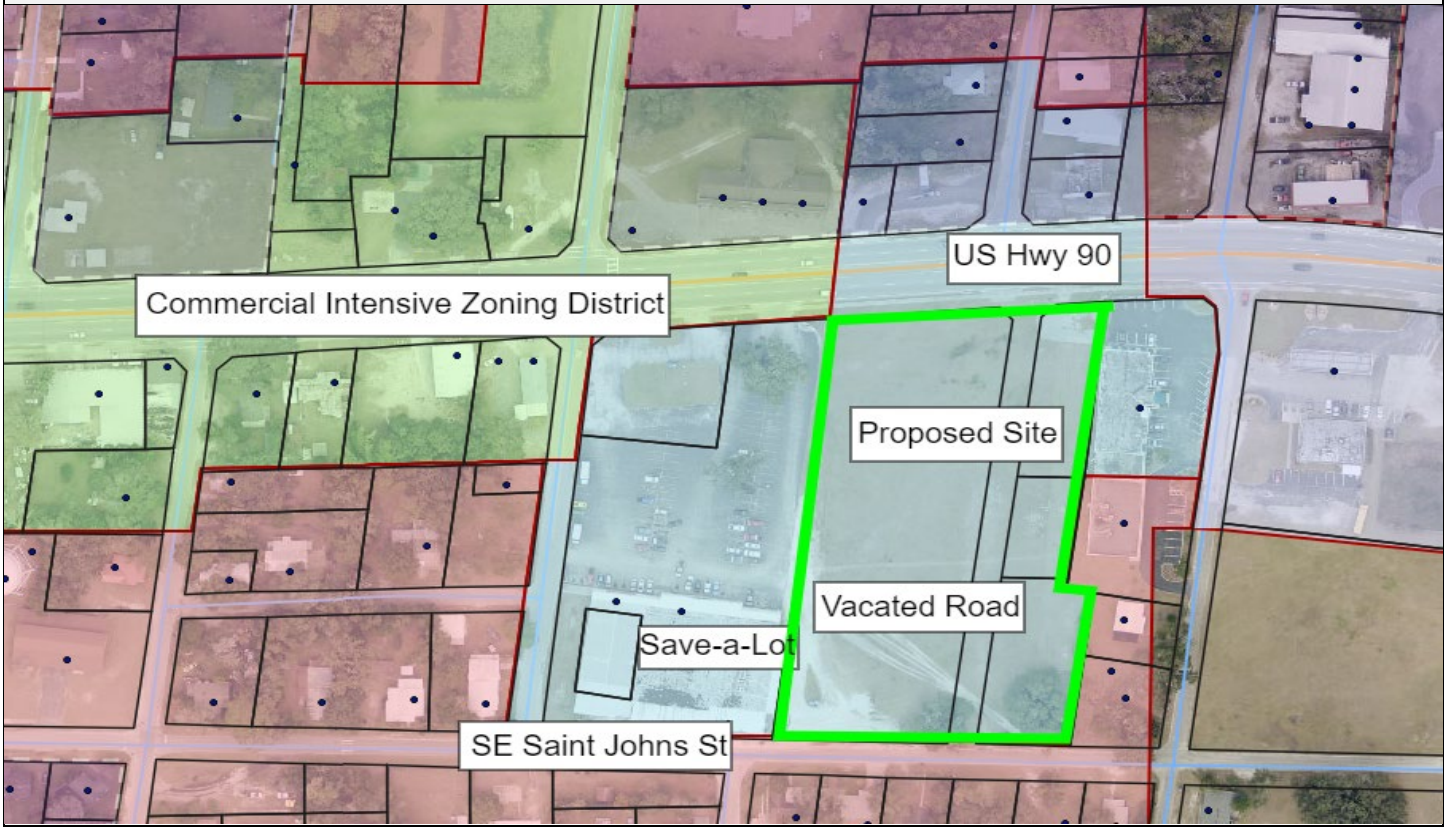 US Hwy 90
Commercial Intensive Zoning District
Proposed Site
Vacated Road
Save-a-Lot
SE Saint Johns St